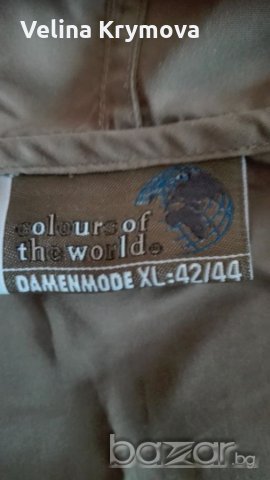 Velina Krymova
colours of
the world
DAMENMODE XL:42/44
bazar.bg